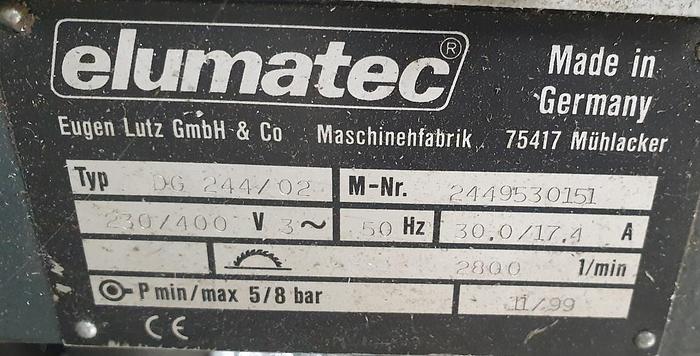 elumatec®
Made in
Germany
Eugen Lutz GmbH & Co Maschinenfabrik 75417 Mühlacker
Typ DG 244/02 M-Nr. 2449530151
230/400 V 3~ 50 Hz 30.0/17.4 A
2800 1/min
P min/max 5/8 bar 11/99
CE